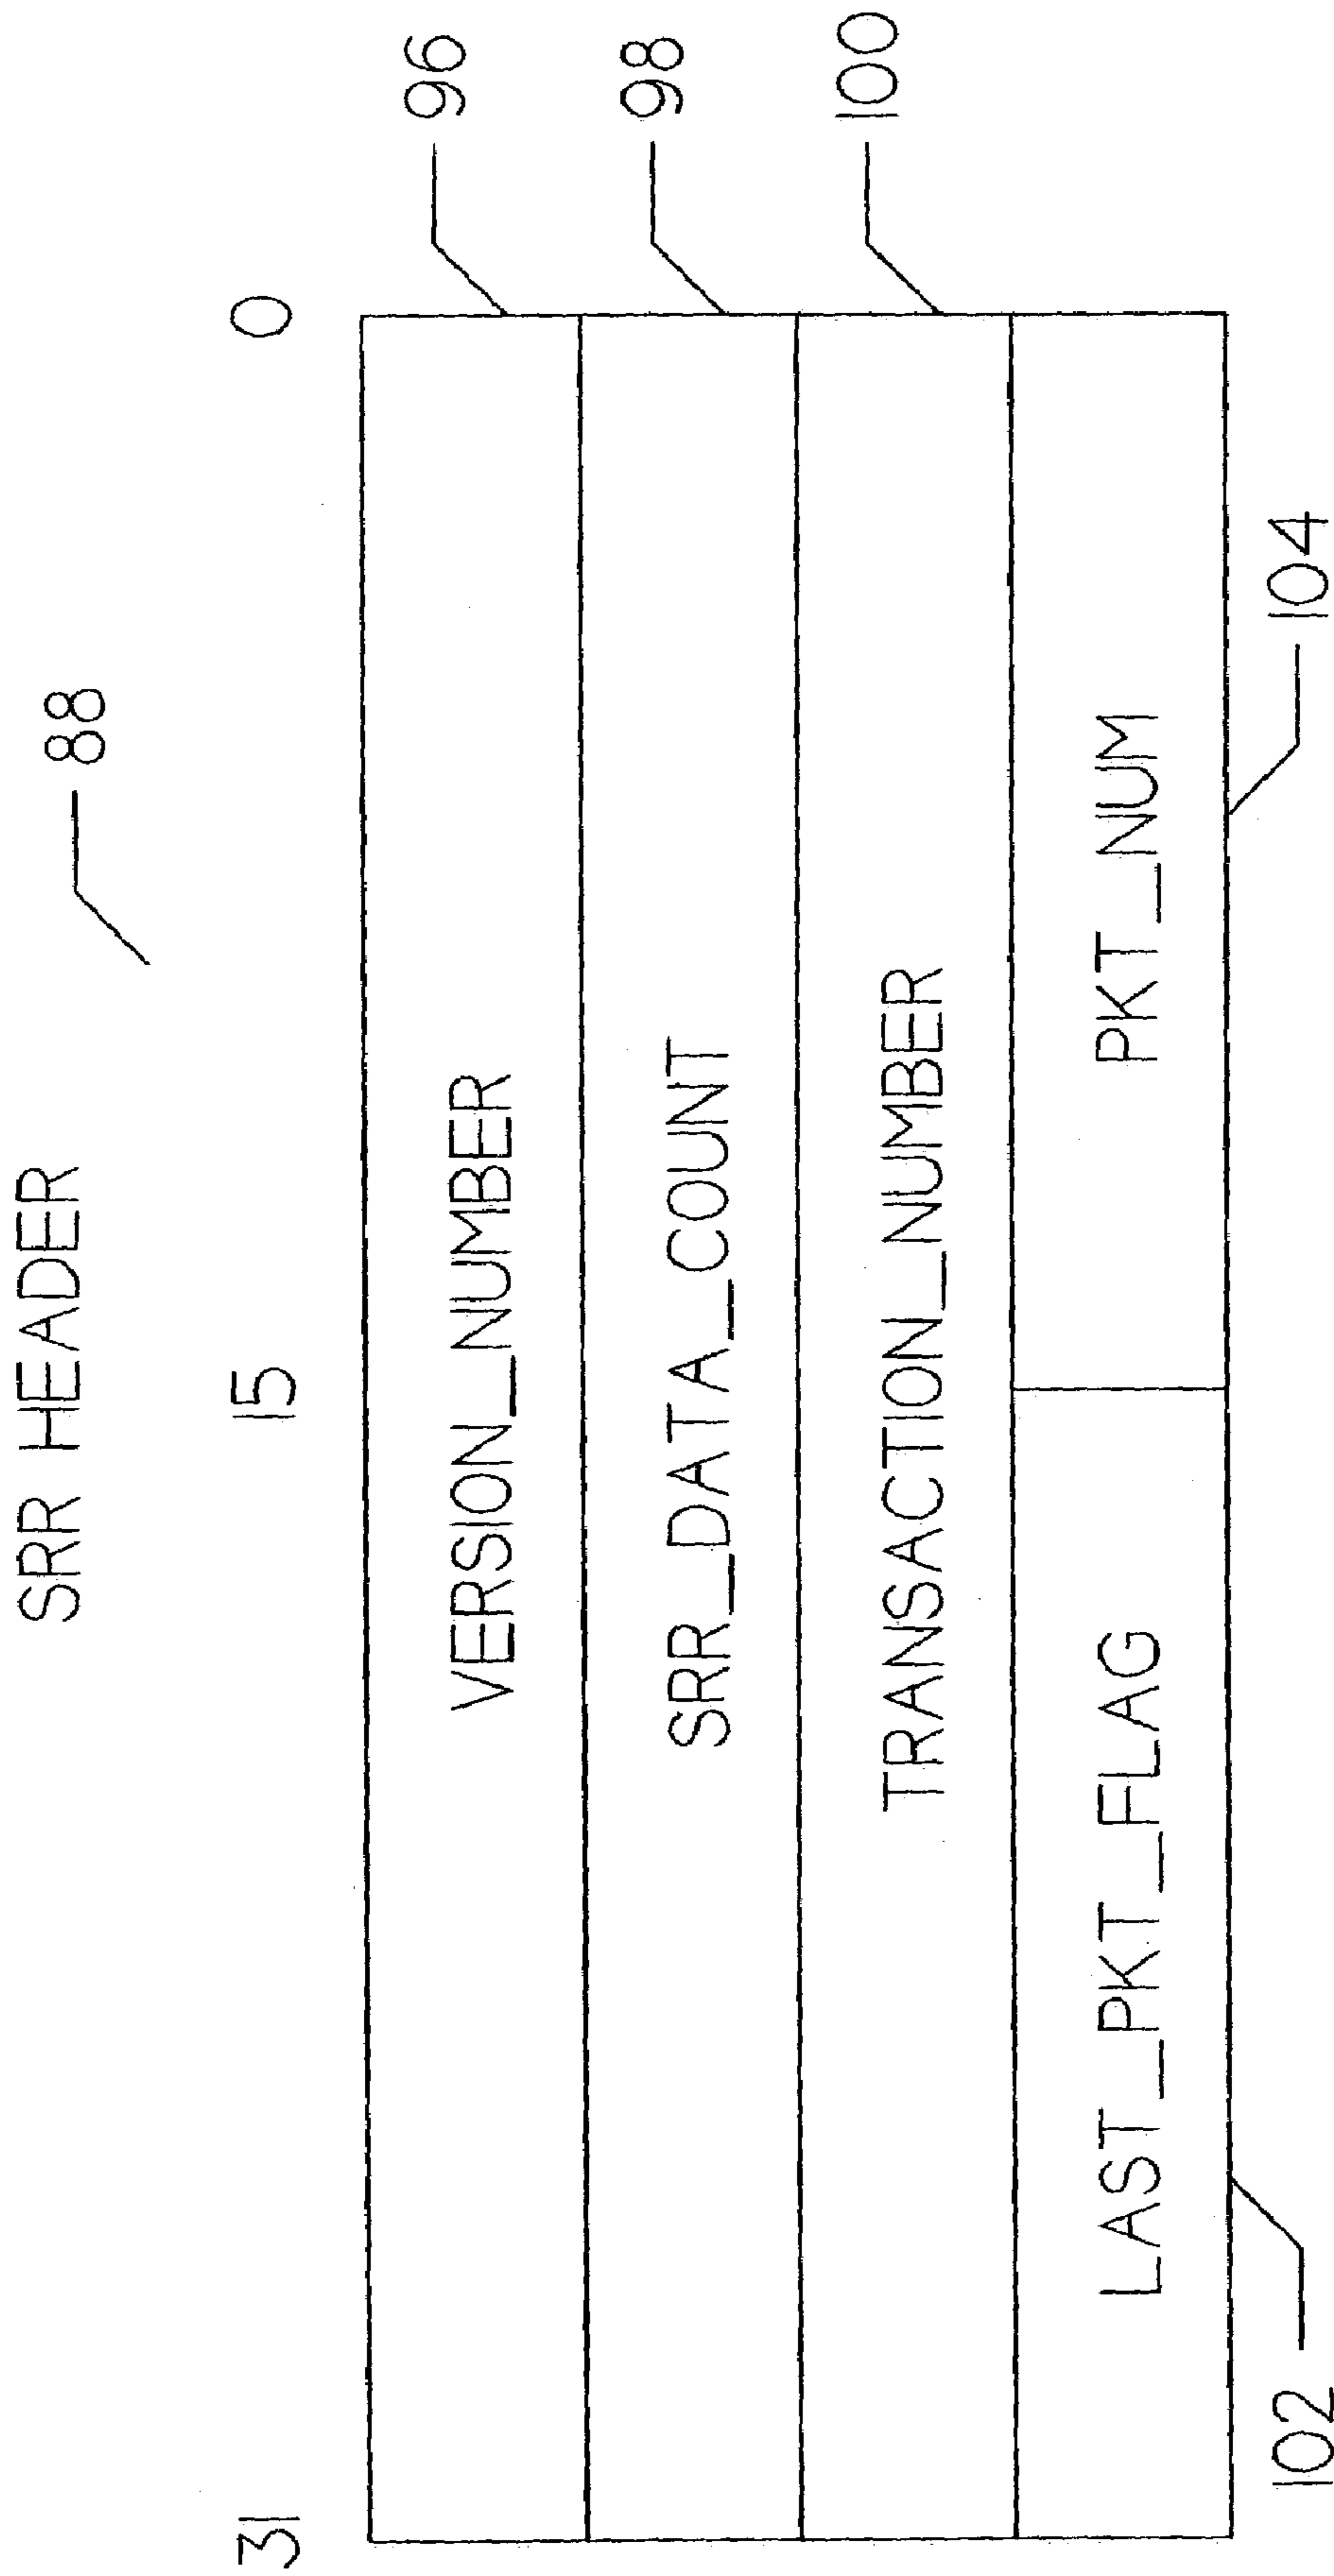 SRR HEADER
88
31 15 0
VERSION_NUMBER 96
SRR_DATA_COUNT 98
TRANSACTION_NUMBER 100
LAST_PKT_FLAG PKT_NUM
102 104